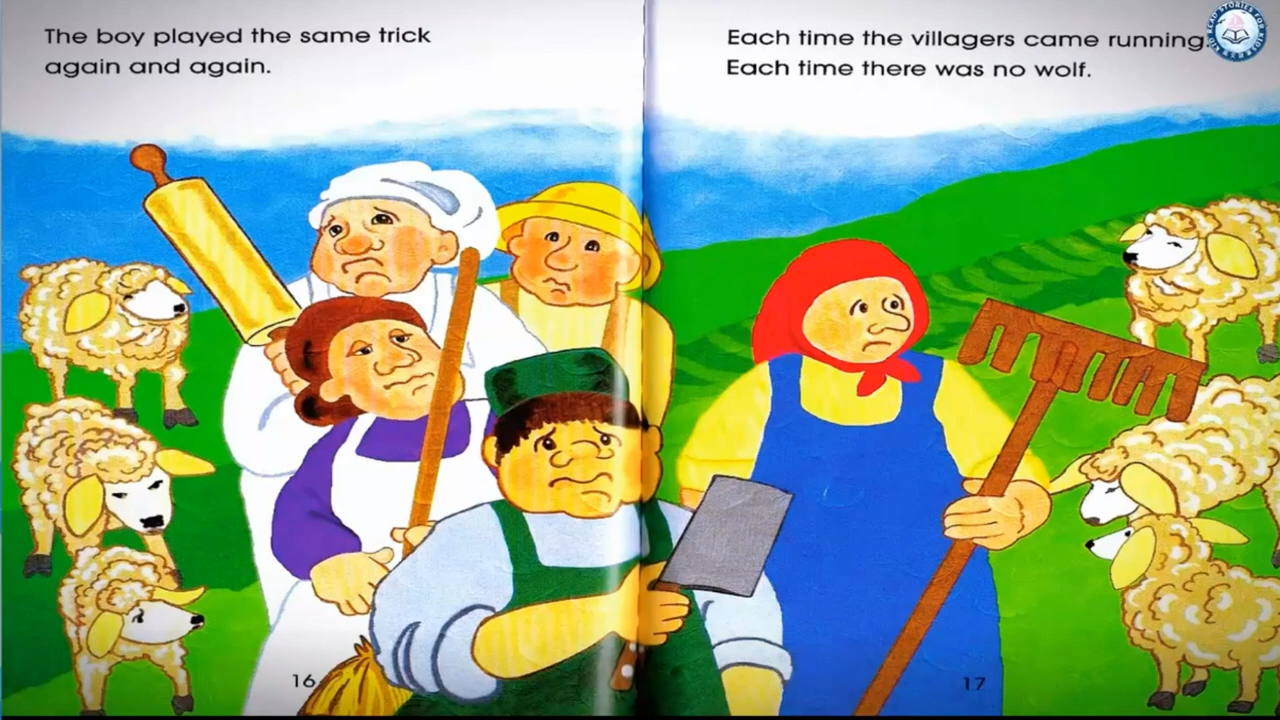 The boy played the same trick
again and again.
Each time the villagers came running.
Each time there was no wolf.
16
17